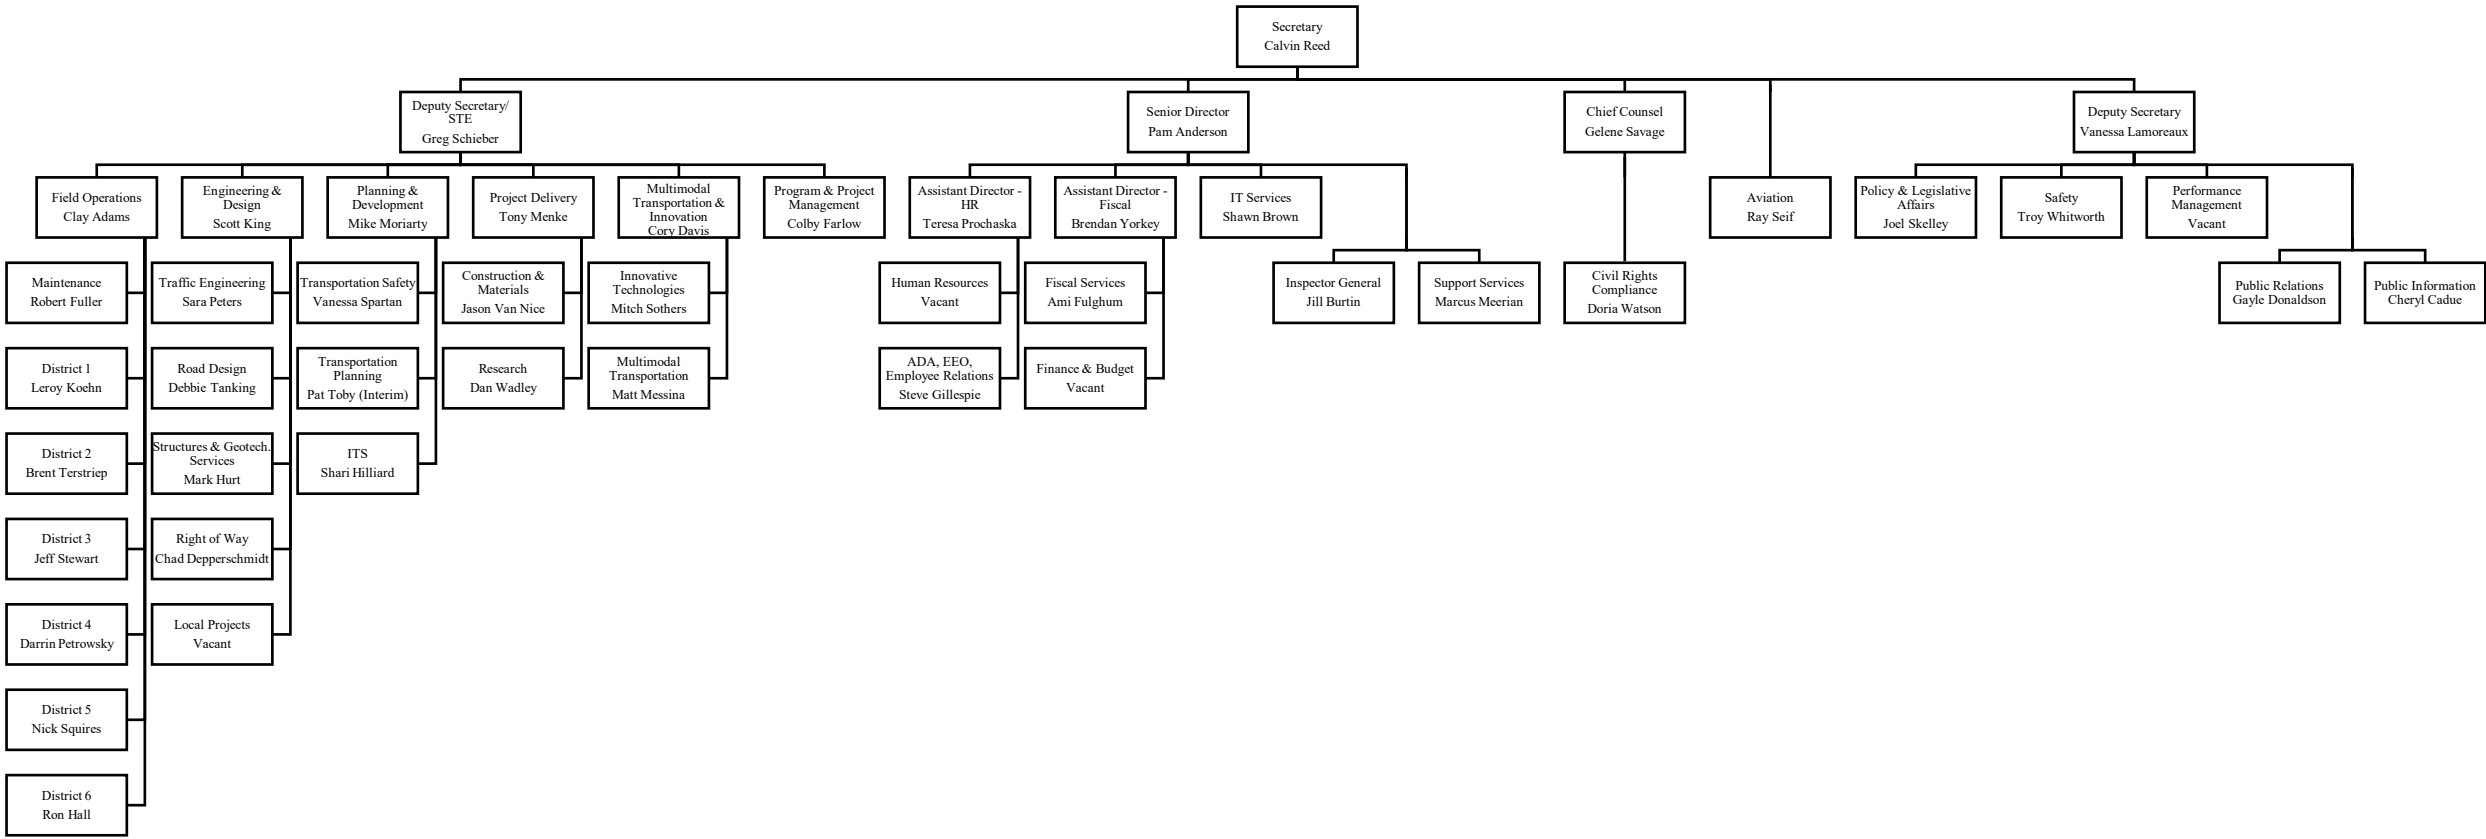 Secretary
Calvin Reed
Deputy Secretary/
STE
Greg Schieber
Senior Director
Pam Anderson
Chief Counsel
Gelene Savage
Deputy Secretary
Vanessa Lamoreaux
Field Operations
Clay Adams
Engineering &
Design
Scott King
Planning &
Development
Mike Moriarty
Project Delivery
Tony Menke
Multimodal
Transportation &
Innovation
Cory Davis
Program & Project
Management
Colby Farlow
Assistant Director -
HR
Teresa Prochaska
Assistant Director -
Fiscal
Brendan Yorkey
IT Services
Shawn Brown
Aviation
Ray Seif
Policy & Legislative
Affairs
Joel Skelley
Safety
Troy Whitworth
Performance
Management
Vacant
Maintenance
Robert Fuller
Traffic Engineering
Sara Peters
Transportation Safety
Vanessa Spartan
Construction &
Materials
Jason Van Nice
Innovative
Technologies
Mitch Sothers
Human Resources
Vacant
Fiscal Services
Ami Fulghum
Inspector General
Jill Burtin
Support Services
Marcus Meerian
Civil Rights
Compliance
Doria Watson
Public Relations
Gayle Donaldson
Public Information
Cheryl Cadue
District 1
Leroy Koehn
Road Design
Debbie Tanking
Transportation
Planning
Pat Toby (Interim)
Research
Dan Wadley
Multimodal
Transportation
Matt Messina
ADA, EEO,
Employee Relations
Steve Gillespie
Finance & Budget
Vacant
District 2
Brent Terstriep
Structures & Geotech.
Services
Mark Hurt
ITS
Shari Hilliard
District 3
Jeff Stewart
Right of Way
Chad Depperschmidt
District 4
Darrin Petrowsky
Local Projects
Vacant
District 5
Nick Squires
District 6
Ron Hall